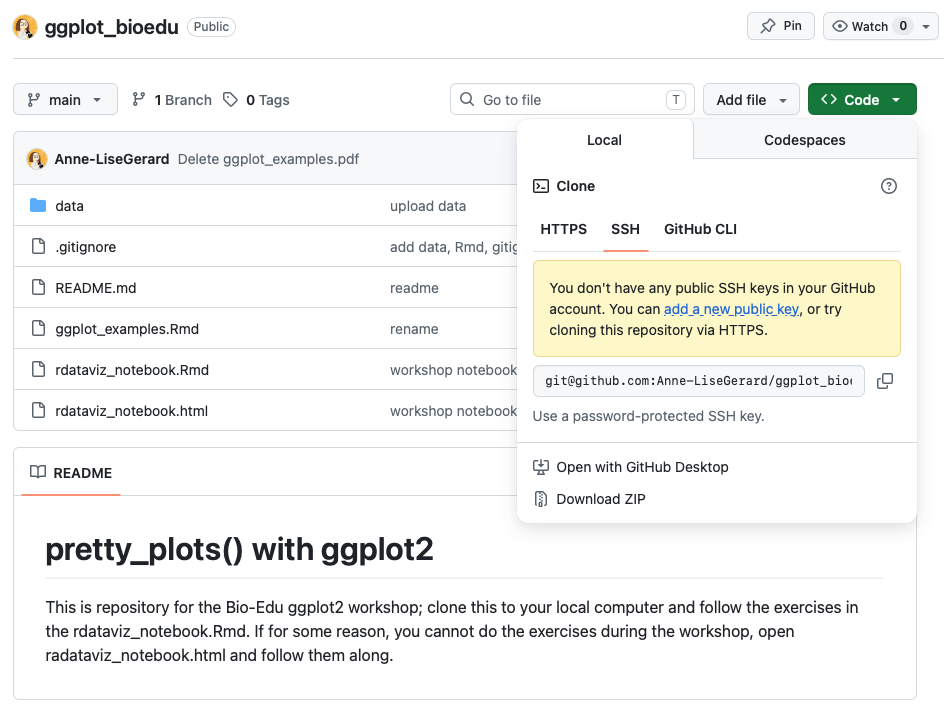 ggplot_bioedu Public Pin Watch 0
main 1 Branch 0 Tags Go to file T Add file Code
Local Codespaces
Anne-LiseGerard Delete ggplot_examples.pdf
Clone
data upload data
HTTPS SSH GitHub CLI
.gitignore add data, Rmd, gitig
README.md readme
You don't have any public SSH keys in your GitHub
account. You can add a new public key, or try
cloning this repository via HTTPS.
ggplot_examples.Rmd rename
rdataviz_notebook.Rmd workshop notebook
git@github.com:Anne-LiseGerard/ggplot_bioe
rdataviz_notebook.html workshop notebook
Use a password-protected SSH key.
Open with GitHub Desktop
Download ZIP
README
pretty_plots() with ggplot2
This is repository for the Bio-Edu ggplot2 workshop; clone this to your local computer and follow the exercises in
the rdataviz_notebook.Rmd. If for some reason, you cannot do the exercises during the workshop, open
radataviz_notebook.html and follow them along.